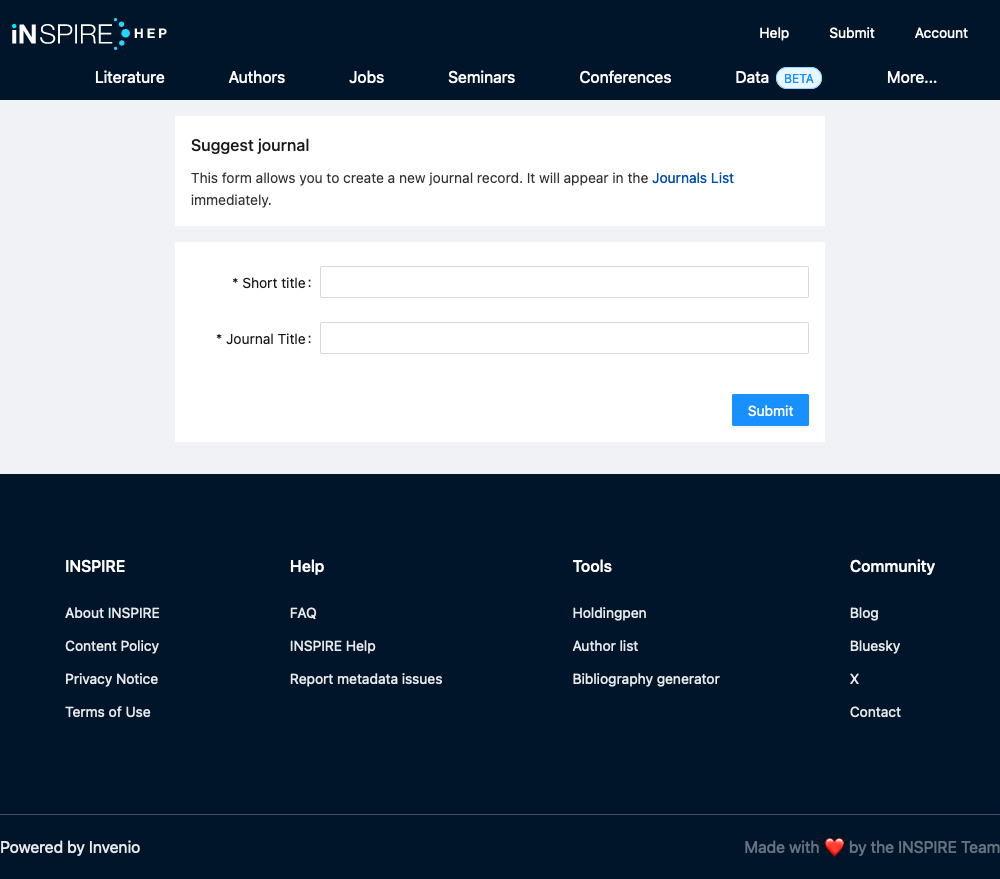 iNSPIRE HEP
Help Submit Account
Literature Authors Jobs Seminars Conferences Data BETA More...
Suggest journal
This form allows you to create a new journal record. It will appear in the Journals List
immediately.
* Short title:
* Journal Title:
Submit
INSPIRE Help Tools Community
About INSPIRE FAQ Holdingpen Blog
Content Policy INSPIRE Help Author list Bluesky
Privacy Notice Report metadata issues Bibliography generator X
Terms of Use Contact
Powered by Invenio Made with ❤️ by the INSPIRE Team